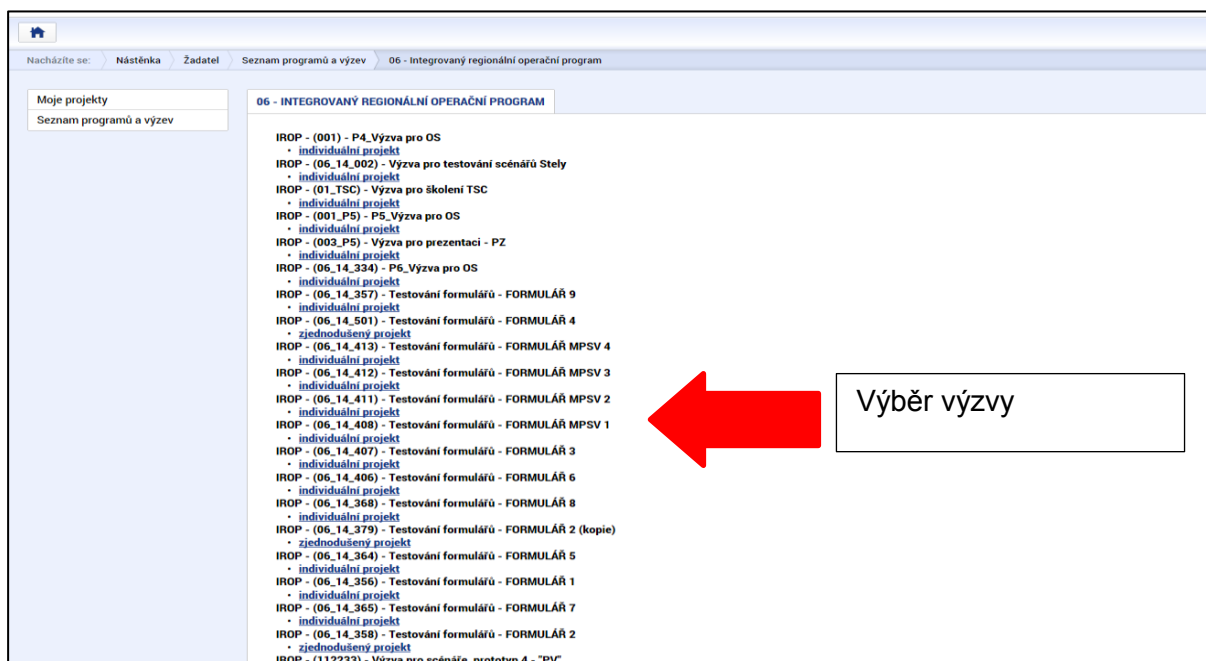 Nacházíte se: Nástěnka Žadatel Seznam programů a výzev 06 - Integrovaný regionální operační program
Moje projekty
Seznam programů a výzev
06 - INTEGROVANÝ REGIONÁLNÍ OPERAČNÍ PROGRAM
IROP - (001) - P4_Výzva pro OS
• individuální projekt
IROP - (06_14_002) - Výzva pro testování scénářů Stely
• individuální projekt
IROP - (01_TSC) - Výzva pro školení TSC
• individuální projekt
IROP - (001_P5) - P5_Výzva pro OS
• individuální projekt
IROP - (003_P5) - Výzva pro prezentaci - PZ
• individuální projekt
IROP - (06_14_334) - P6_Výzva pro OS
• individuální projekt
IROP - (06_14_357) - Testování formulářů - FORMULÁŘ 9
• individuální projekt
IROP - (06_14_501) - Testování formulářů - FORMULÁŘ 4
• zjednodušený projekt
IROP - (06_14_413) - Testování formulářů - FORMULÁŘ MPSV 4
• individuální projekt
IROP - (06_14_412) - Testování formulářů - FORMULÁŘ MPSV 3
• individuální projekt
IROP - (06_14_411) - Testování formulářů - FORMULÁŘ MPSV 2
• individuální projekt
IROP - (06_14_408) - Testování formulářů - FORMULÁŘ MPSV 1
• individuální projekt
IROP - (06_14_407) - Testování formulářů - FORMULÁŘ 3
• individuální projekt
IROP - (06_14_406) - Testování formulářů - FORMULÁŘ 6
• individuální projekt
IROP - (06_14_368) - Testování formulářů - FORMULÁŘ 8
• individuální projekt
IROP - (06_14_379) - Testování formulářů - FORMULÁŘ 2 (kopie)
• zjednodušený projekt
IROP - (06_14_364) - Testování formulářů - FORMULÁŘ 5
• individuální projekt
IROP - (06_14_356) - Testování formulářů - FORMULÁŘ 1
• individuální projekt
IROP - (06_14_365) - Testování formulářů - FORMULÁŘ 7
• individuální projekt
IROP - (06_14_358) - Testování formulářů - FORMULÁŘ 2
• zjednodušený projekt
IROP - (112233) - Výzva pro scénáře, prototyp 4 - "PV"
Výběr výzvy